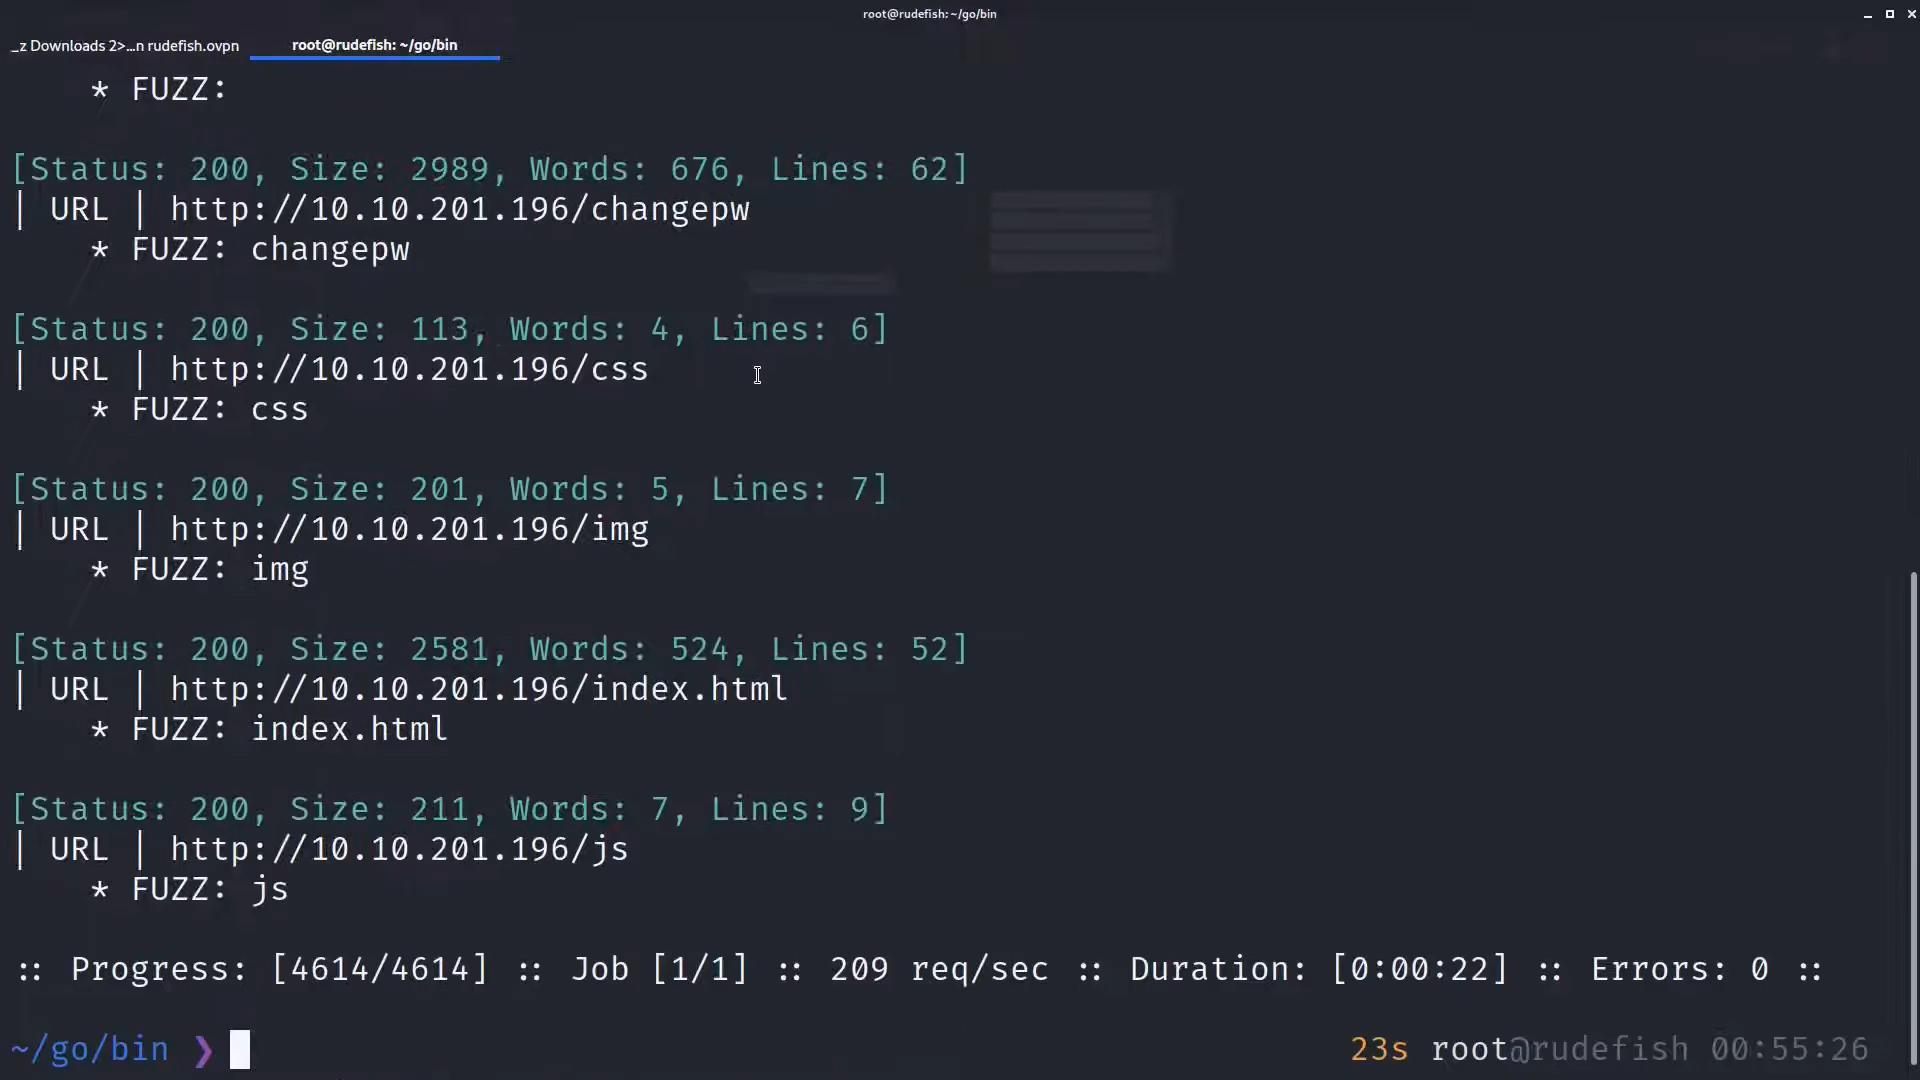 root@rudefish: ~/go/bin
_z Downloads 2>...n rudefish.ovpn
root@rudefish: ~/go/bin
* FUZZ:
[Status: 200, Size: 2989, Words: 676, Lines: 62]
| URL | http://10.10.201.196/changepw
* FUZZ: changepw
[Status: 200, Size: 113, Words: 4, Lines: 6]
| URL | http://10.10.201.196/css
* FUZZ: css
[Status: 200, Size: 201, Words: 5, Lines: 7]
| URL | http://10.10.201.196/img
* FUZZ: img
[Status: 200, Size: 2581, Words: 524, Lines: 52]
| URL | http://10.10.201.196/index.html
* FUZZ: index.html
[Status: 200, Size: 211, Words: 7, Lines: 9]
| URL | http://10.10.201.196/js
* FUZZ: js
:: Progress: [4614/4614] :: Job [1/1] :: 209 req/sec :: Duration: [0:00:22] :: Errors: 0 ::
~/go/bin ❯ 23s root@rudefish 00:55:26